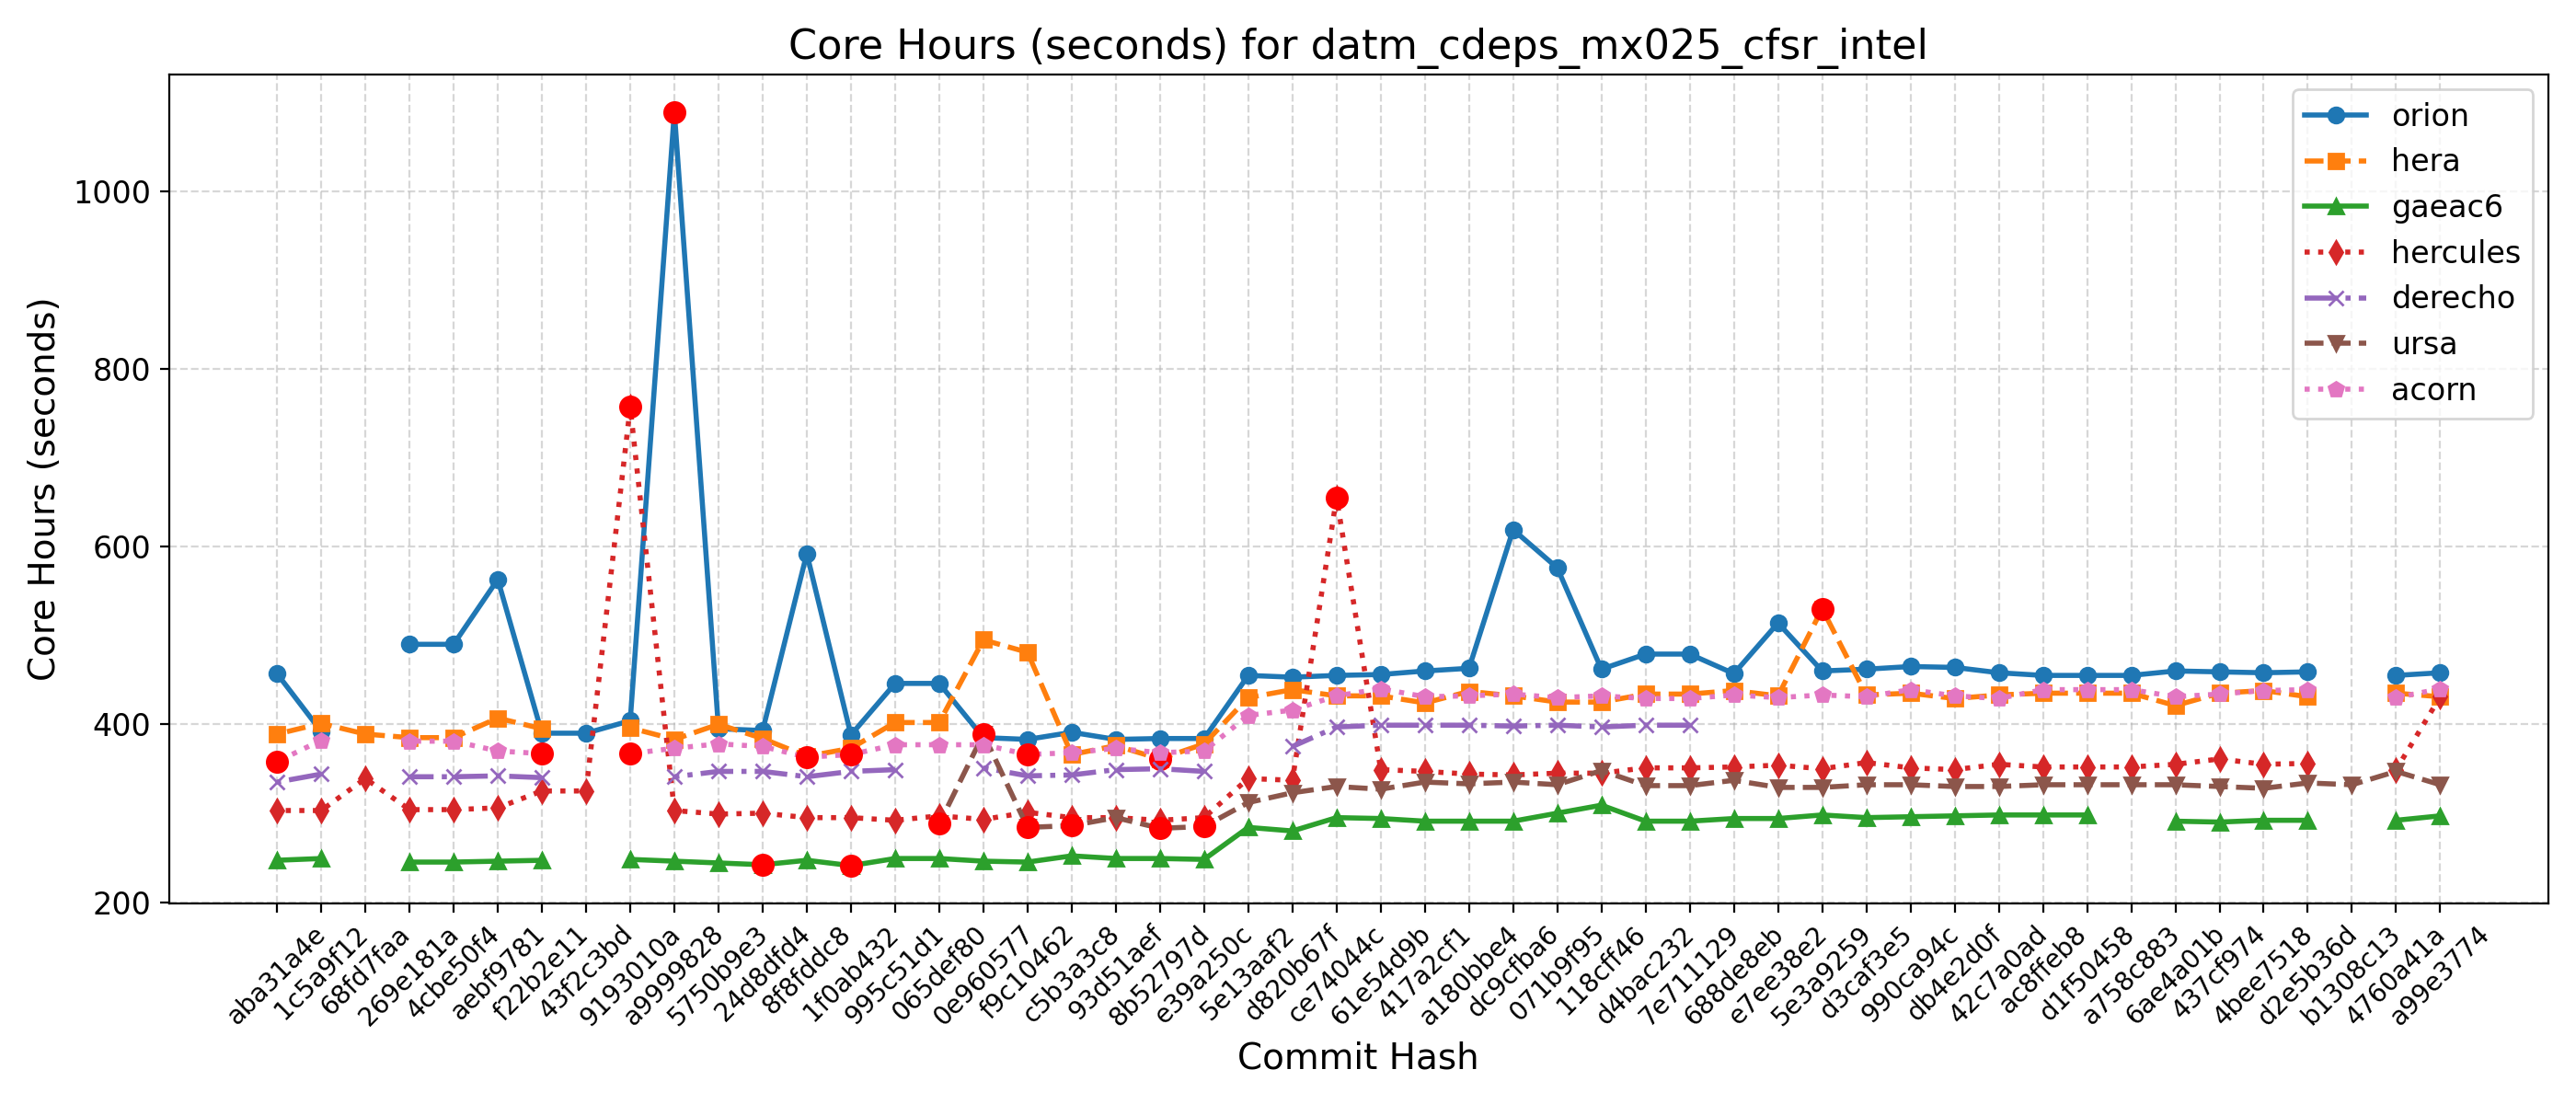 Core Hours (seconds) for datm_cdeps_mx025_cfsr_intel
Core Hours (seconds)
1000
800
600
400
200
orion
hera
gaeac6
hercules
derecho
ursa
acorn
aba31a4e
1c5a9f12
68fd7faa
269e181a
4cbe50f4
aebf9781
f22b2e11
43f2c3bd
9193010a
a9999828
5750b9e3
24d8dfd4
8f8fddc8
1f0ab432
995c51d1
065def80
0e960577
f9c10462
c5b3a3c8
93d51aef
8b52797d
e39a250c
5e13aaf2
d820b67f
ce74044c
61e54d9b
417a2cf1
a180bbe4
dc9cfba6
071b9f95
118cff46
d4bac232
7e711129
688de8eb
e7ee38e2
5e3a9259
d3caf3e5
990ca94c
db4e2d0f
42c7a0ad
ac8ffeb8
d1f50458
a758c883
6ae4a01b
437cf974
4bee7518
d2e5b36d
b1308c13
4760a41a
a99e3774
Commit Hash